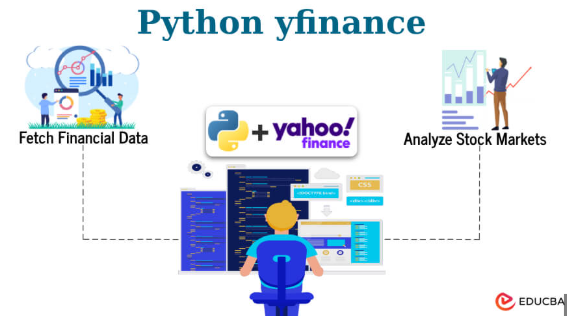 Python yfinance
Fetch Financial Data
+ yahoo!
finance
Analyze Stock Markets
CSS
EDUCBA